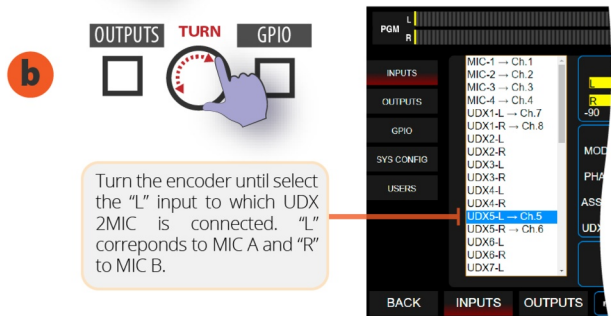 b
OUTPUTS TURN GPIO
Turn the encoder until select
the “L” input to which UDX
2MIC is connected. “L”
correponds to MIC A and “R”
to MIC B.
PGM L
R
INPUTS
OUTPUTS
GPIO
SYS CONFIG
USERS
MIC-1 → Ch.1
MIC-2 → Ch.2
MIC-3 → Ch.3
MIC-4 → Ch.4
UDX1-L → Ch.7
UDX1-R → Ch.8
UDX2-L
UDX2-R
UDX3-L
UDX3-R
UDX4-L
UDX4-R
UDX5-L → Ch.5
UDX5-R → Ch.6
UDX6-L
UDX6-R
UDX7-L
L
R
-90
MOD
PHA
ASS
UDX
BACK INPUTS OUTPUTS